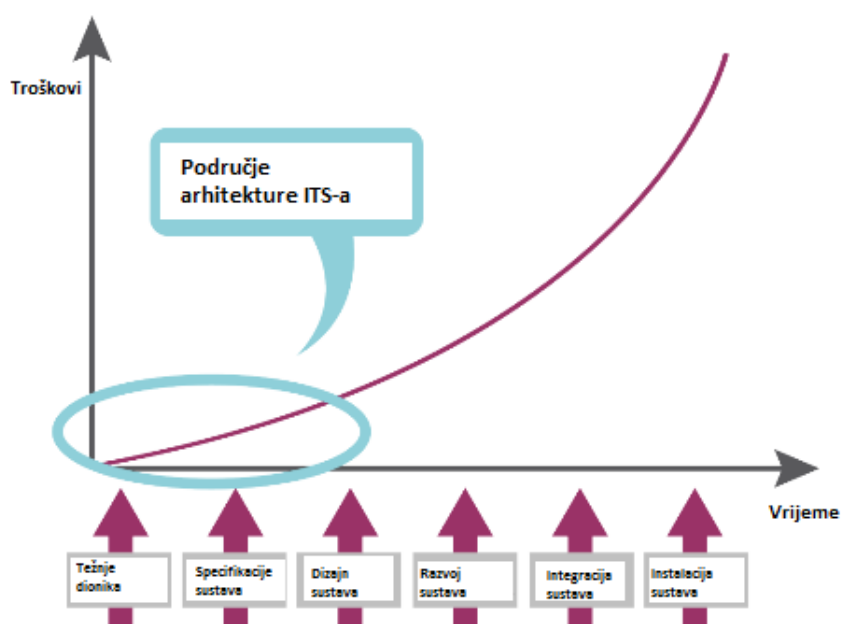 Troškovi
Područje
arhitekture ITS-a
Vrijeme
Težnje
dionika
Specifikacije
sustava
Dizajn
sustava
Razvoj
sustava
Integracija
sustava
Instalacija
sustava